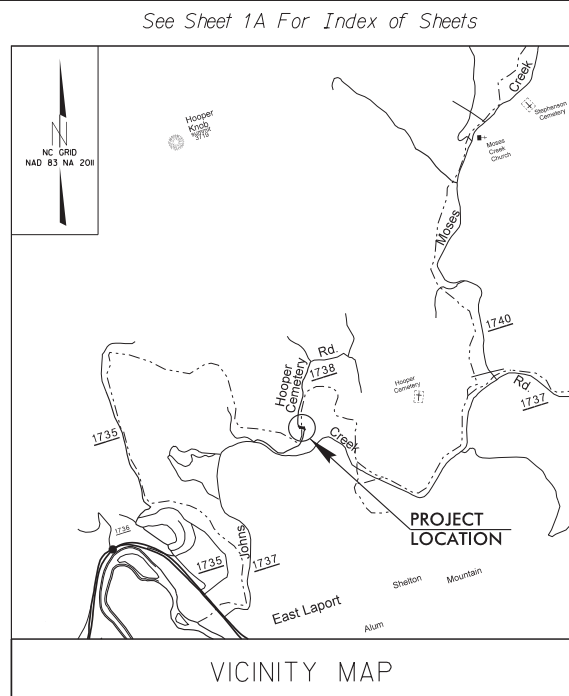 See Sheet 1A For Index of Sheets
NC GRID
NAD 83 NA 2011
Hooper
Knob
3715
Creek
Stephenson
Cemetery
Moses
Creek
Church
Moses
1740
Hooper
Cemetery
Rd.
1738
Hooper
Cemetery
Rd.
1737
1735
Creek
PROJECT
LOCATION
1736
Johns
1735
1737
Shelton Mountain
East Laport
Alum
VICINITY MAP